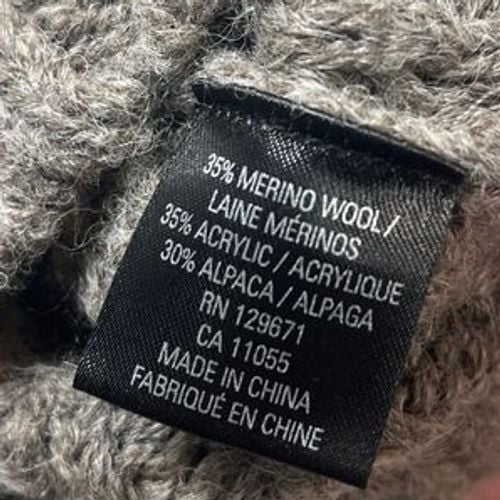 35% MERINO WOOL/
LAINE MÉRINOS
35% ACRYLIC / ACRYLIQUE
30% ALPACA / ALPAGA
RN 129671
CA 11055
MADE IN CHINA
FABRIQUÉ EN CHINE